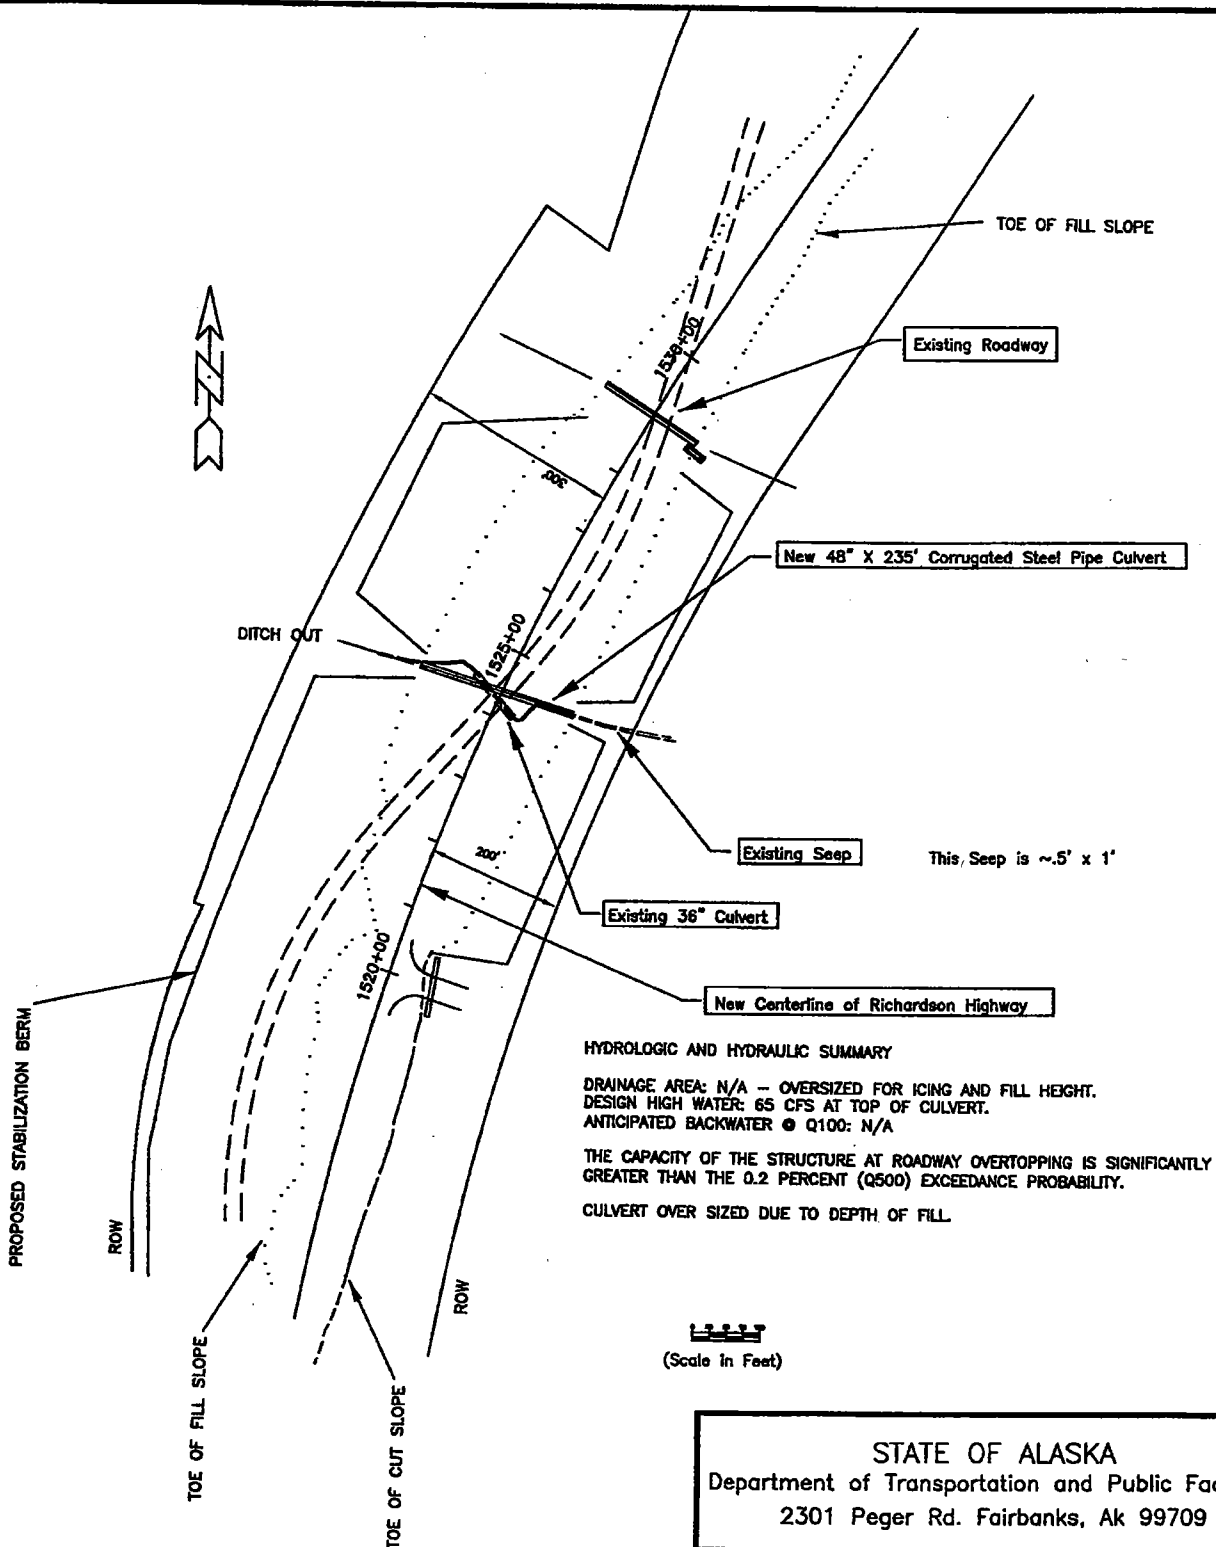 TOE OF FILL SLOPE
1530+00
Existing Roadway
300'
New 48" X 235' Corrugated Steel Pipe Culvert
DITCH OUT
1525+00
Existing Seep
This Seep is ~.5' x 1'
200'
Existing 36" Culvert
1520+00
New Centerline of Richardson Highway
PROPOSED STABILIZATION BERM
ROW
ROW
HYDROLOGIC AND HYDRAULIC SUMMARY
DRAINAGE AREA: N/A – OVERSIZED FOR ICING AND FILL HEIGHT.
DESIGN HIGH WATER: 65 CFS AT TOP OF CULVERT.
ANTICIPATED BACKWATER @ Q100: N/A
THE CAPACITY OF THE STRUCTURE AT ROADWAY OVERTOPPING IS SIGNIFICANTLY
GREATER THAN THE 0.2 PERCENT (Q500) EXCEEDANCE PROBABILITY.
CULVERT OVER SIZED DUE TO DEPTH OF FILL.
(Scale in Feet)
TOE OF FILL SLOPE
TOE OF CUT SLOPE
STATE OF ALASKA
Department of Transportation and Public Fac
2301 Peger Rd. Fairbanks, Ak 99709